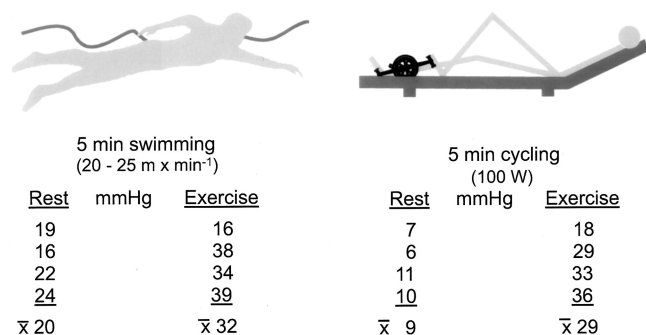 5 min swimming
(20 - 25 m x min-1)
Rest mmHg Exercise
19 16
16 38
22 34
24 39
x̅ 20 x̅ 32
5 min cycling
(100 W)
Rest mmHg Exercise
7 18
6 29
11 33
10 36
x̅ 9 x̅ 29